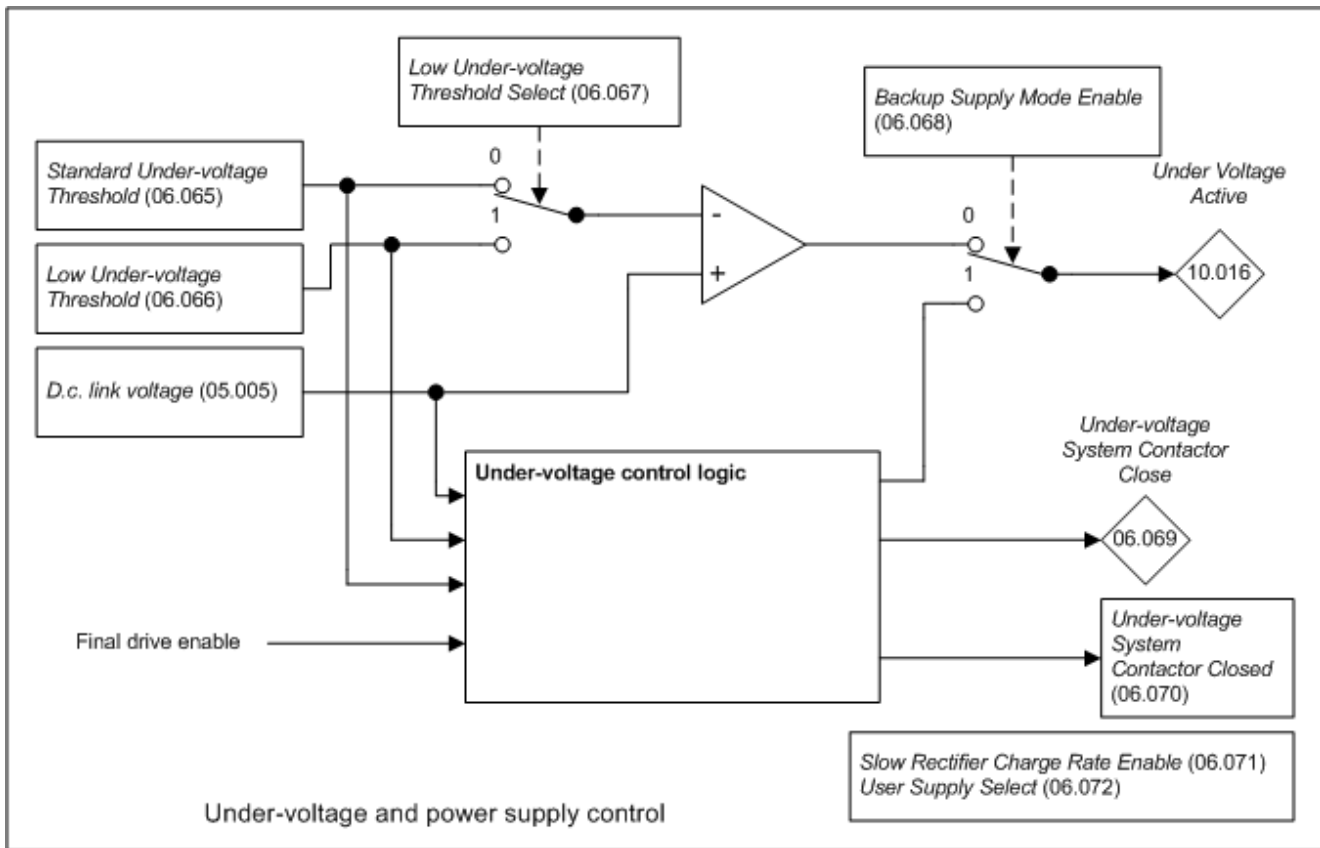 Low Under-voltage
Threshold Select (06.067)
Backup Supply Mode Enable
(06.068)
Standard Under-voltage
Threshold (06.065)
0
1
-
+
0
1
Under Voltage
Active
10.016
Low Under-voltage
Threshold (06.066)
D.c. link voltage (05.005)
Under-voltage control logic
Under-voltage
System Contactor
Close
06.069
Final drive enable
Under-voltage
System
Contactor Closed
(06.070)
Slow Rectifier Charge Rate Enable (06.071)
User Supply Select (06.072)
Under-voltage and power supply control